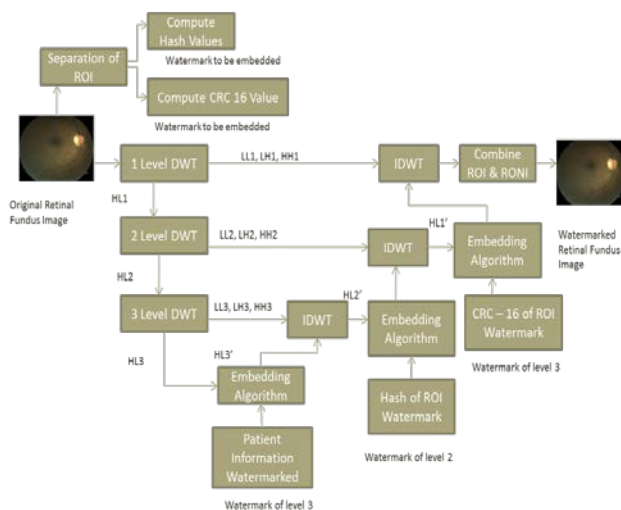 Compute
Hash Values
Watermark to be embedded
Separation of
ROI
Compute CRC 16 Value
Watermark to be embedded
Original Retinal
Fundus Image
1 Level DWT
LL1, LH1, HH1
IDWT
Combine
ROI & RONI
Watermarked
Retinal Fundus
Image
HL1
2 Level DWT
LL2, LH2, HH2
IDWT
HL1'
Embedding
Algorithm
HL2
3 Level DWT
LL3, LH3, HH3
IDWT
HL2'
Embedding
Algorithm
CRC – 16 of ROI
Watermark
Watermark of level 3
HL3
HL3'
Embedding
Algorithm
Hash of ROI
Watermark
Watermark of level 2
Patient
Information
Watermarked
Watermark of level 3